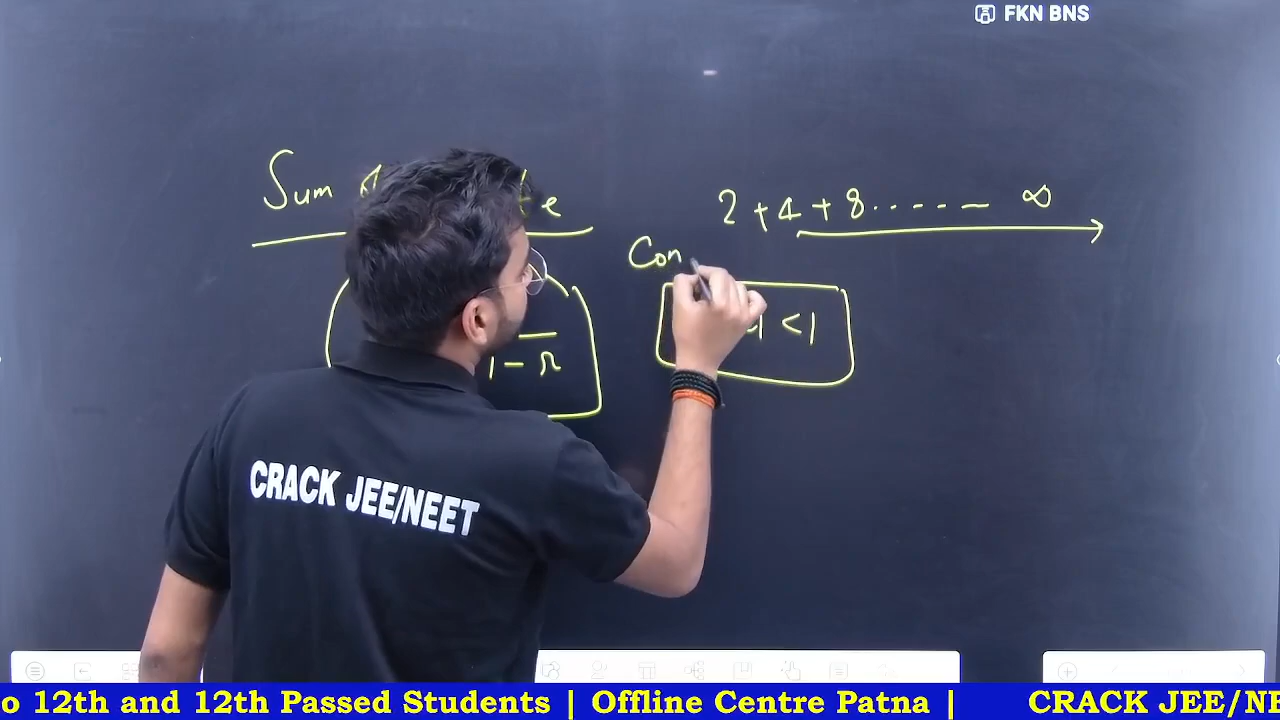 FKN BNS
Sum
2 + 4 + 8 ..... ∞
Con
1 - r
< 1
CRACK JEE/NEET
12th and 12th Passed Students | Offline Centre Patna | CRACK JEE/